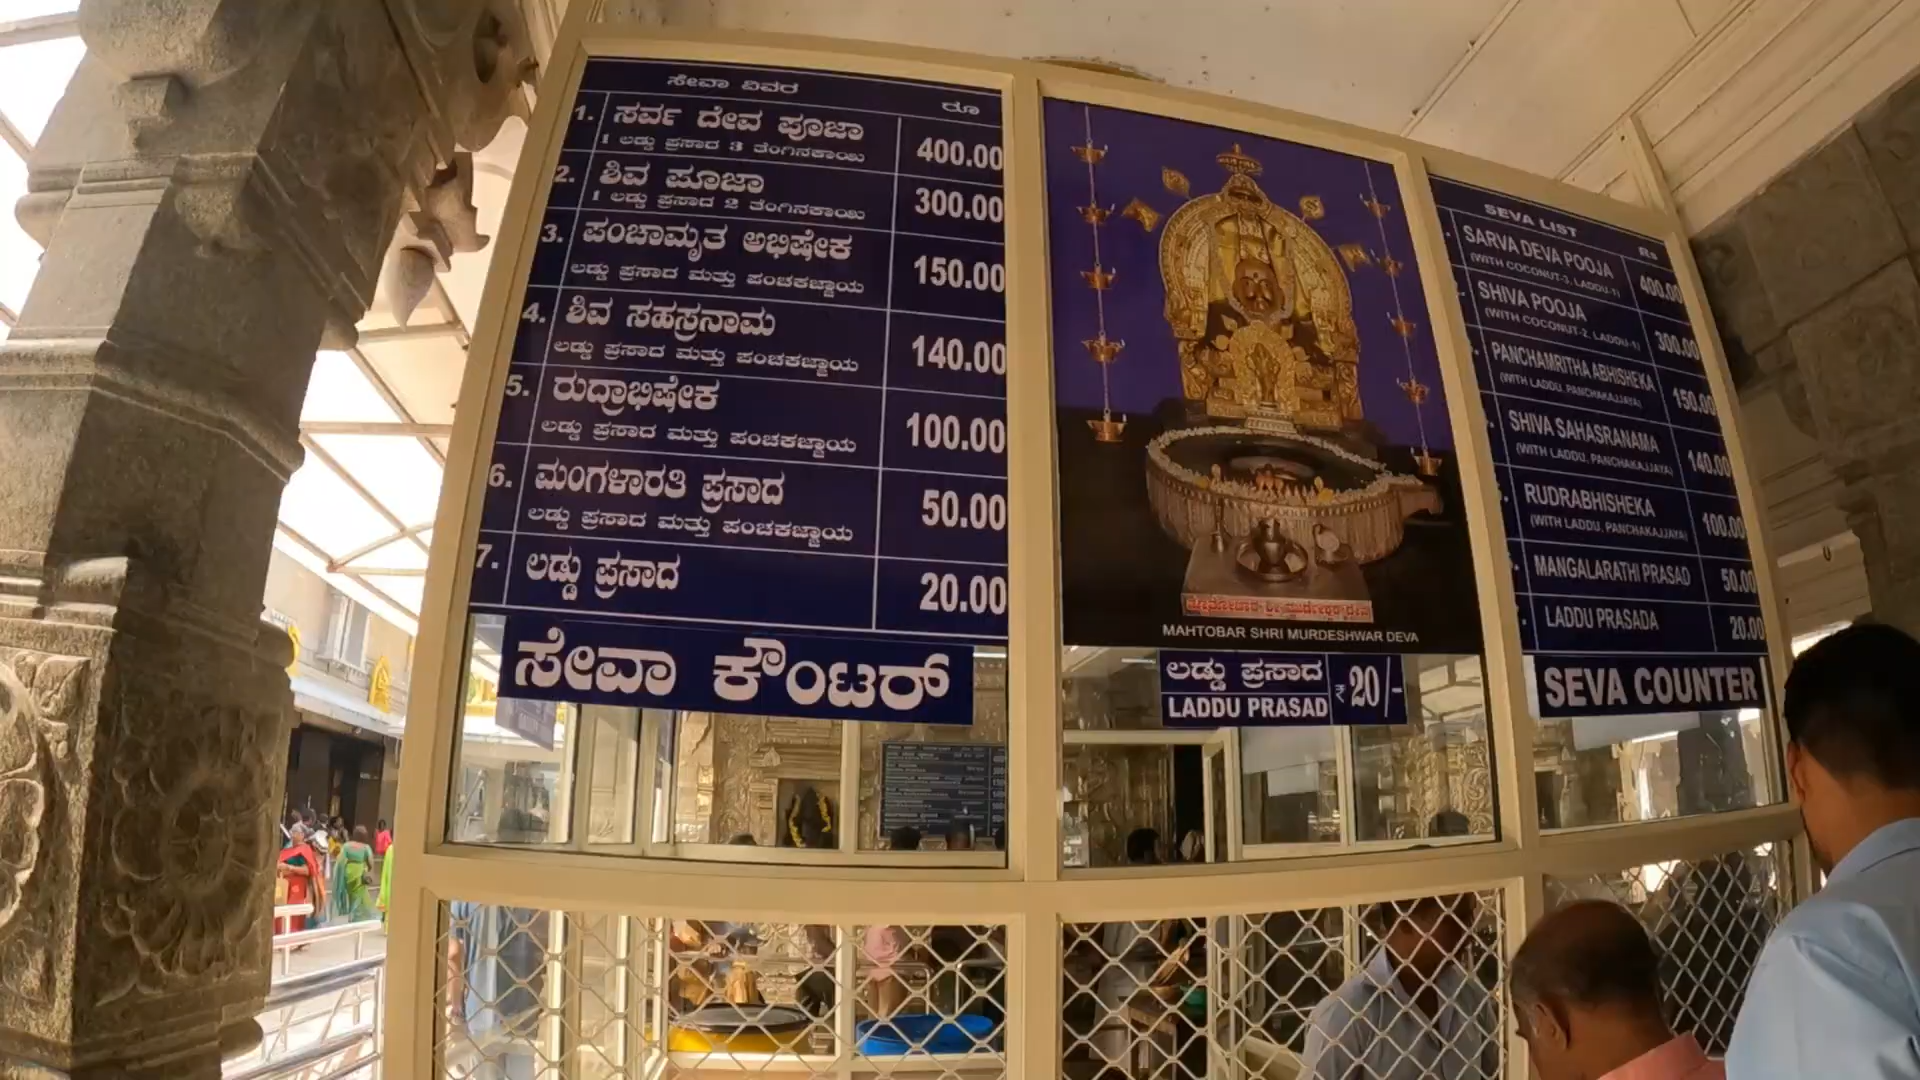 ಸೇವಾ ವಿವರ ರೂ
1. ಸರ್ವ ದೇವ ಪೂಜಾ 400.00
1 ಲಡ್ಡು ಪ್ರಸಾದ 3 ತೆಂಗಿನಕಾಯಿ
2. ಶಿವ ಪೂಜಾ 300.00
1 ಲಡ್ಡು ಪ್ರಸಾದ 2 ತೆಂಗಿನಕಾಯಿ
3. ಪಂಚಾಮೃತ ಅಭಿಷೇಕ 150.00
ಲಡ್ಡು ಪ್ರಸಾದ ಮತ್ತು ಪಂಚಕಜ್ಜಾಯ
4. ಶಿವ ಸಹಸ್ರನಾಮ 140.00
ಲಡ್ಡು ಪ್ರಸಾದ ಮತ್ತು ಪಂಚಕಜ್ಜಾಯ
5. ರುದ್ರಾಭಿಷೇಕ 100.00
ಲಡ್ಡು ಪ್ರಸಾದ ಮತ್ತು ಪಂಚಕಜ್ಜಾಯ
6. ಮಂಗಳಾರತಿ ಪ್ರಸಾದ 50.00
ಲಡ್ಡು ಪ್ರಸಾದ ಮತ್ತು ಪಂಚಕಜ್ಜಾಯ
7. ಲಡ್ಡು ಪ್ರಸಾದ 20.00
ಸೇವಾ ಕೌಂಟರ್
MAHTOBAR SHRI MURDESHWAR DEVA
ಲಡ್ಡು ಪ್ರಸಾದ
LADDU PRASAD ₹ 20/-
SEVA LIST Rs
SARVA DEVA POOJA 400.00
(WITH COCONUT-3, LADDU-1)
SHIVA POOJA 300.00
(WITH COCONUT-2, LADDU-1)
PANCHAMRITHA ABHISHEKA 150.00
(WITH LADDU, PANCHAKAJJAYA)
SHIVA SAHASRANAMA 140.00
(WITH LADDU, PANCHAKAJJAYA)
RUDRABHISHEKA 100.00
(WITH LADDU, PANCHAKAJJAYA)
MANGALARATHI PRASAD 50.00
LADDU PRASADA 20.00
SEVA COUNTER